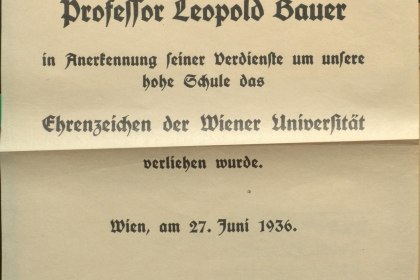 Professor Leopold Bauer
in Anerkennung seiner Verdienste um unsere
hohe Schule das
Ehrenzeichen der Wiener Universität
verliehen wurde.
Wien, am 27. Juni 1936.